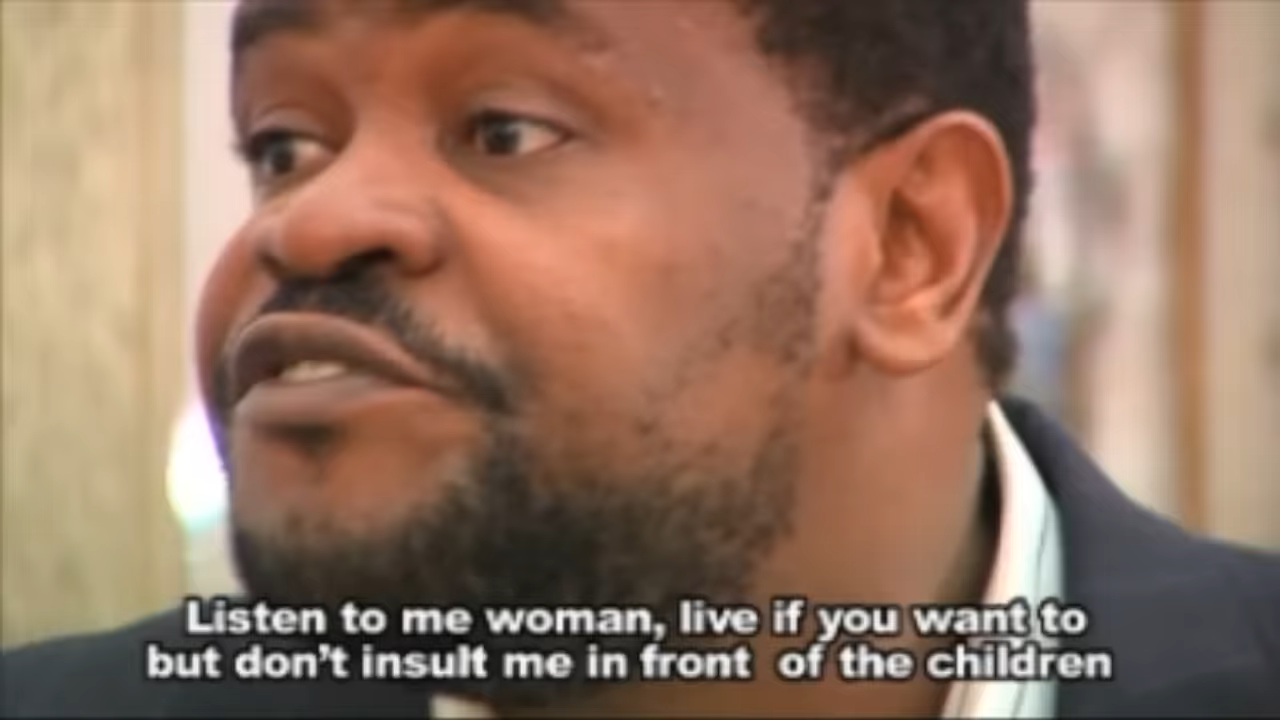 Listen to me woman, live if you want to
but don't insult me in front of the children